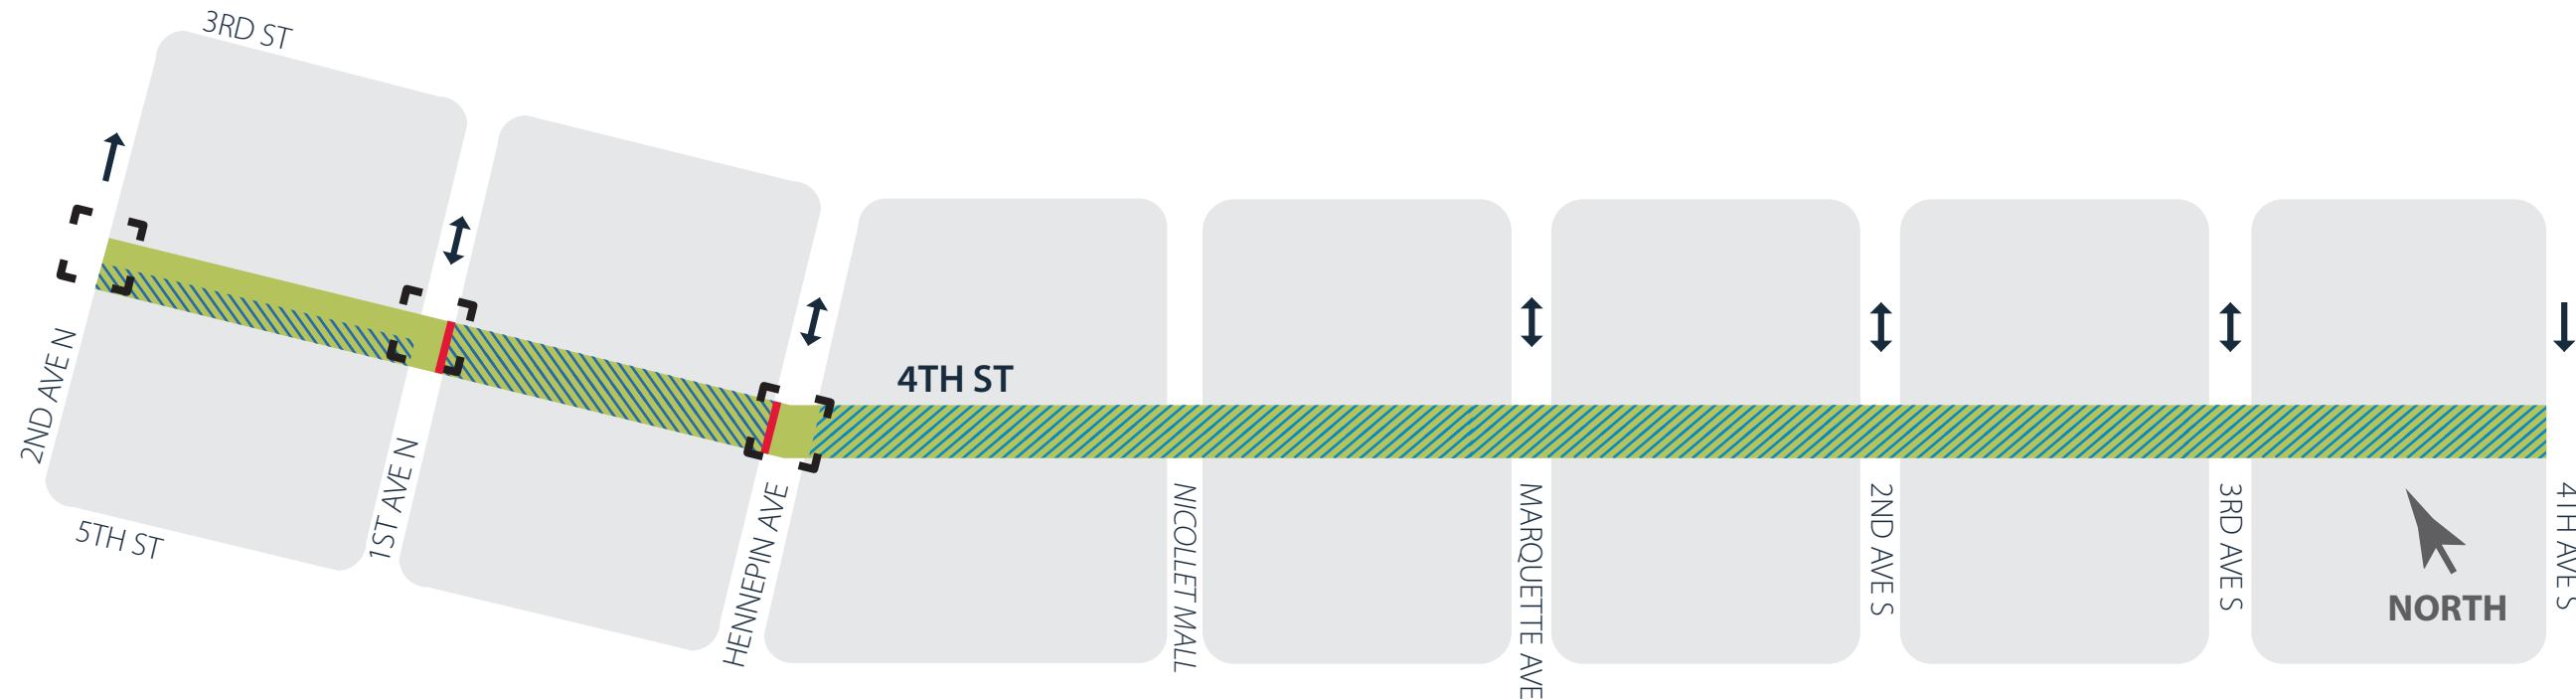 3RD ST
4TH ST
2ND AVE N
1ST AVE N
5TH ST
HENNEPIN AVE
NICOLLET MALL
MARQUETTE AVE
2ND AVE S
3RD AVE S
4TH AVE S
NORTH